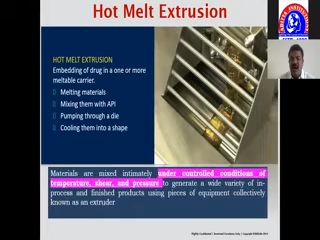 Hot Melt Extrusion
HOT MELT EXTRUSION
Embedding of drug in a one or more
meltable carrier.
Melting materials
Mixing them with API
Pumping through a die
Cooling them into a shape
Materials are mixed intimately under controlled conditions of
temperature, shear, and pressure to generate a wide variety of in-
process and finished products using pieces of equipment collectively
known as an extruder